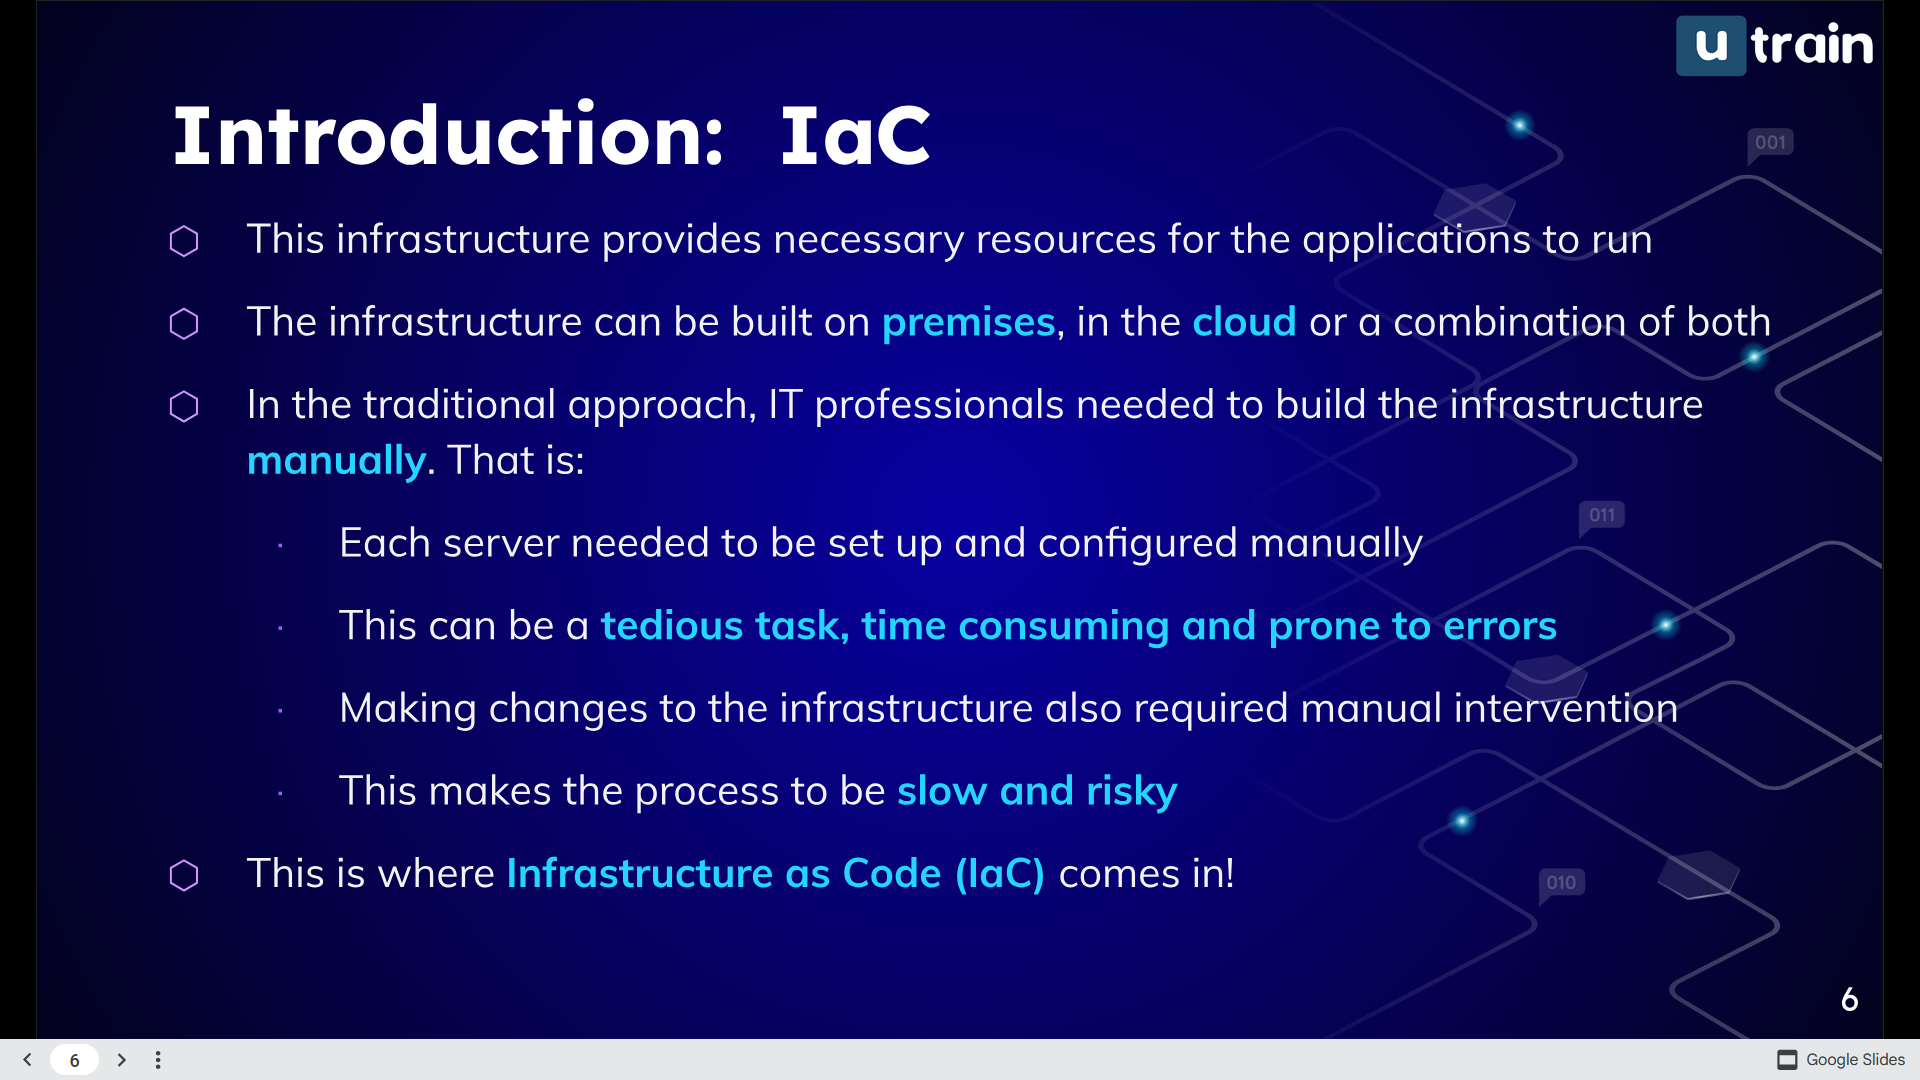 u train
Introduction: IaC
001
This infrastructure provides necessary resources for the applications to run
The infrastructure can be built on premises, in the cloud or a combination of both
In the traditional approach, IT professionals needed to build the infrastructure
manually. That is:
011
Each server needed to be set up and configured manually
This can be a tedious task, time consuming and prone to errors
Making changes to the infrastructure also required manual intervention
This makes the process to be slow and risky
This is where Infrastructure as Code (IaC) comes in!
010
6
6
Google Slides